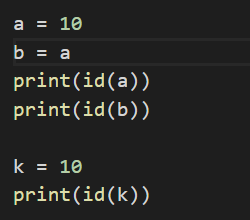 a = 10
b = a
print(id(a))
print(id(b))

k = 10
print(id(k))